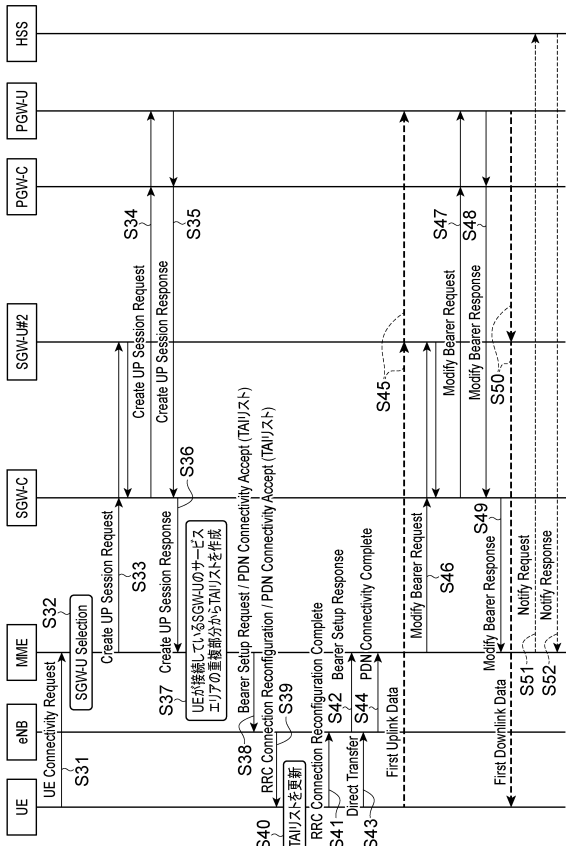 UE
eNB
MME
SGW-C
SGW-U#2
PGW-C
PGW-U
HSS
UE Connectivity Request
S31
S32
SGW-U Selection
Create UP Session Request
S33
Create UP Session Request
S34
Create UP Session Response
S35
Create UP Session Response
S36
S37
UEが接続しているSGW-Uのサービス
エリアの重複部分からTAIリストを作成
Bearer Setup Request / PDN Connectivity Accept (TAIリスト)
S38
RRC Connection Reconfiguration / PDN Connectivity Accept (TAIリスト)
S39
S40
TAIリストを更新
RRC Connection Reconfiguration Complete
S41
Bearer Setup Response
S42
Direct Transfer
S43
PDN Connectivity Complete
S44
First Uplink Data
S45
Modify Bearer Request
S46
Modify Bearer Request
S47
Modify Bearer Response
S48
Modify Bearer Response
S49
First Downlink Data
S50
Notify Request
S51
Notify Response
S52